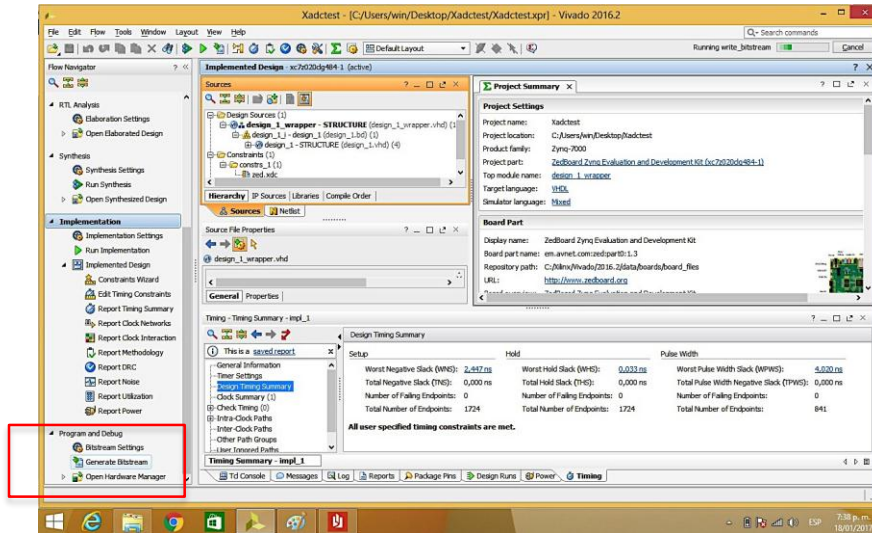 Xadctest - [C:/Users/win/Desktop/Xadctest/Xadctest.xpr] - Vivado 2016.2
File Edit Flow Tools Window Layout View Help
Q- Search commands
Default Layout
Running write_bitstream
Cancel
Flow Navigator
RTL Analysis
Elaboration Settings
Open Elaborated Design
Synthesis
Synthesis Settings
Run Synthesis
Open Synthesized Design
Implementation
Implementation Settings
Run Implementation
Implemented Design
Constraints Wizard
Edit Timing Constraints
Report Timing Summary
Report Clock Networks
Report Clock Interaction
Report Methodology
Report DRC
Report Noise
Report Utilization
Report Power
Program and Debug
Bitstream Settings
Generate Bitstream
Open Hardware Manager
Implemented Design - xc7z020clg484-1 (active)
Sources
Design Sources (1)
design_1_wrapper - STRUCTURE (design_1_wrapper.vhd) (1
design_1_i - design_1 (design_1.bd) (1)
design_1 - STRUCTURE (design_1.vhd) (4)
Constraints (1)
constrs_1 (1)
zed.xdc
Hierarchy IP Sources Libraries Compile Order
Sources Netlist
Source File Properties
design_1_wrapper.vhd
General Properties
Project Summary
Project Settings
Project name: Xadctest
Project location: C:/Users/win/Desktop/Xadctest
Product family: Zynq-7000
Project part: ZedBoard Zynq Evaluation and Development Kit (xc7z020clg484-1)
Top module name: design_1_wrapper
Target language: VHDL
Simulator language: Mixed
Board Part
Display name: ZedBoard Zynq Evaluation and Development Kit
Board part name: em.avnet.com:zed:part0:1.3
Repository path: C:/Xilinx/Vivado/2016.2/data/boards/board_files
URL: http://www.zedboard.org
Board overview: ZedBoard Zynq Evaluation and Development Kit
Timing - Timing Summary - impl_1
This is a saved report
General Information
Timer Settings
Design Timing Summary
Clock Summary (1)
Check Timing (0)
Intra-Clock Paths
Inter-Clock Paths
Other Path Groups
User Ignored Paths
Timing Summary - impl_1
Design Timing Summary
Setup Hold Pulse Width
Worst Negative Slack (WNS): 2,447 ns Worst Hold Slack (WHS): 0,033 ns Worst Pulse Width Slack (WPWS): 4,020 ns
Total Negative Slack (TNS): 0,000 ns Total Hold Slack (THS): 0,000 ns Total Pulse Width Negative Slack (TPWS): 0,000 ns
Number of Failing Endpoints: 0 Number of Failing Endpoints: 0 Number of Failing Endpoints: 0
Total Number of Endpoints: 1724 Total Number of Endpoints: 1724 Total Number of Endpoints: 841
All user specified timing constraints are met.
Tcl Console Messages Log Reports Package Pins Design Runs Power Timing
ESP
7:38 p. m.
18/01/2017